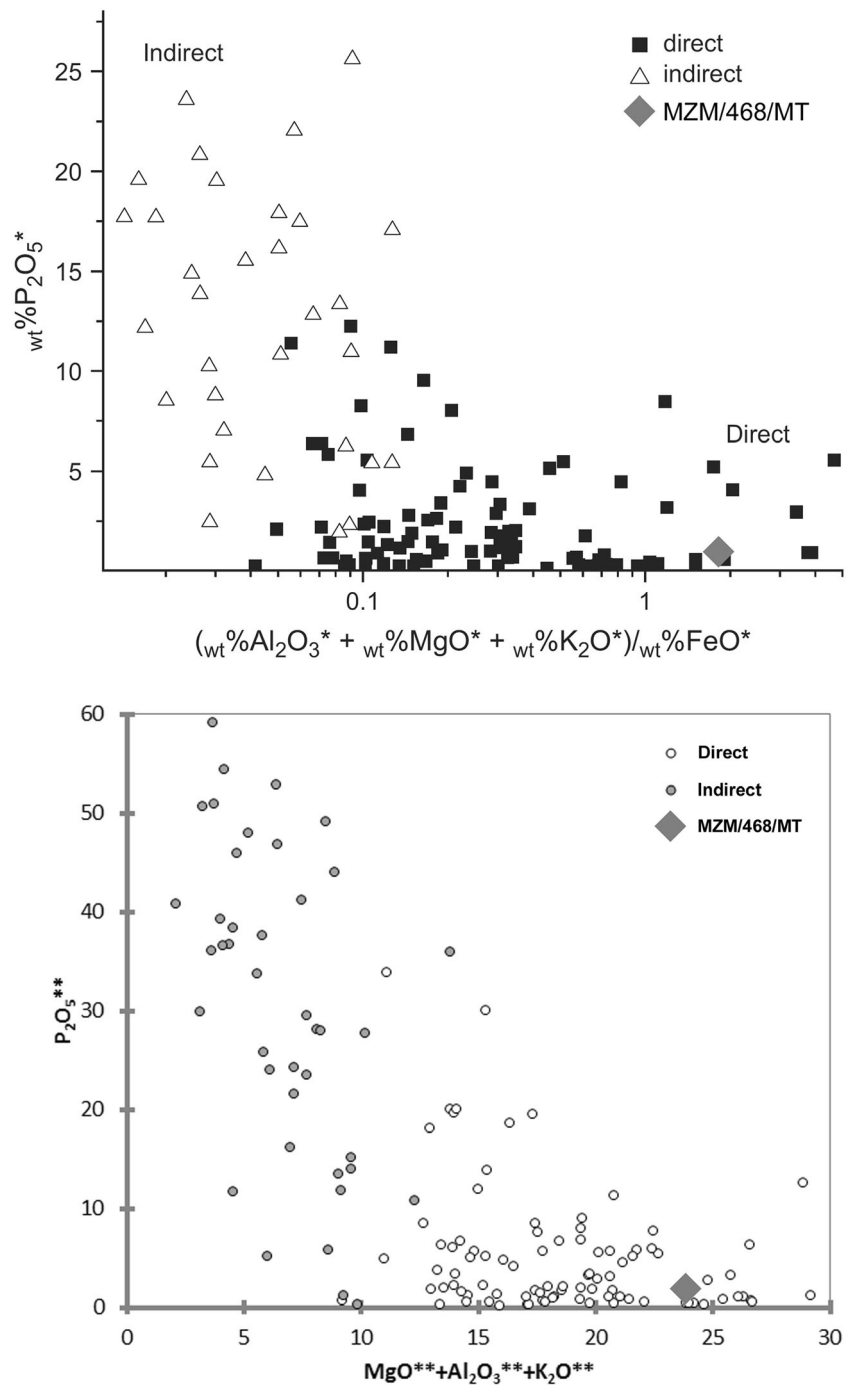 Indirect
direct
indirect
MZM/468/MT
25
20
15
10
5
wt%P2O5*
Direct
0.1 1
(wt%Al2O3* + wt%MgO* + wt%K2O*)/wt%FeO*
60
50
40
30
20
10
0
P2O5**
Direct
Indirect
MZM/468/MT
0 5 10 15 20 25 30
MgO**+Al2O3**+K2O**